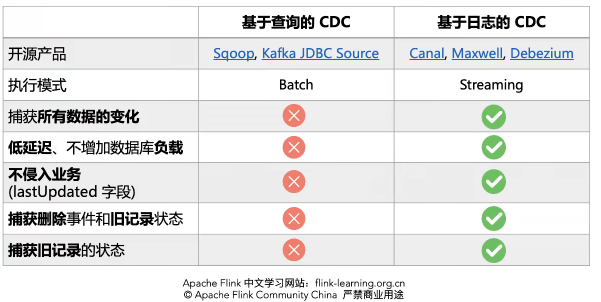 基于查询的 CDC 基于日志的 CDC
开源产品 Sqoop, Kafka JDBC Source Canal, Maxwell, Debezium
执行模式 Batch Streaming
捕获所有数据的变化
低延迟、不增加数据库负载
不侵入业务
(lastUpdated 字段)
捕获删除事件和旧记录状态
捕获旧记录的状态
Apache Flink 中文学习网站：flink-learning.org.cn
© Apache Flink Community China 严禁商业用途